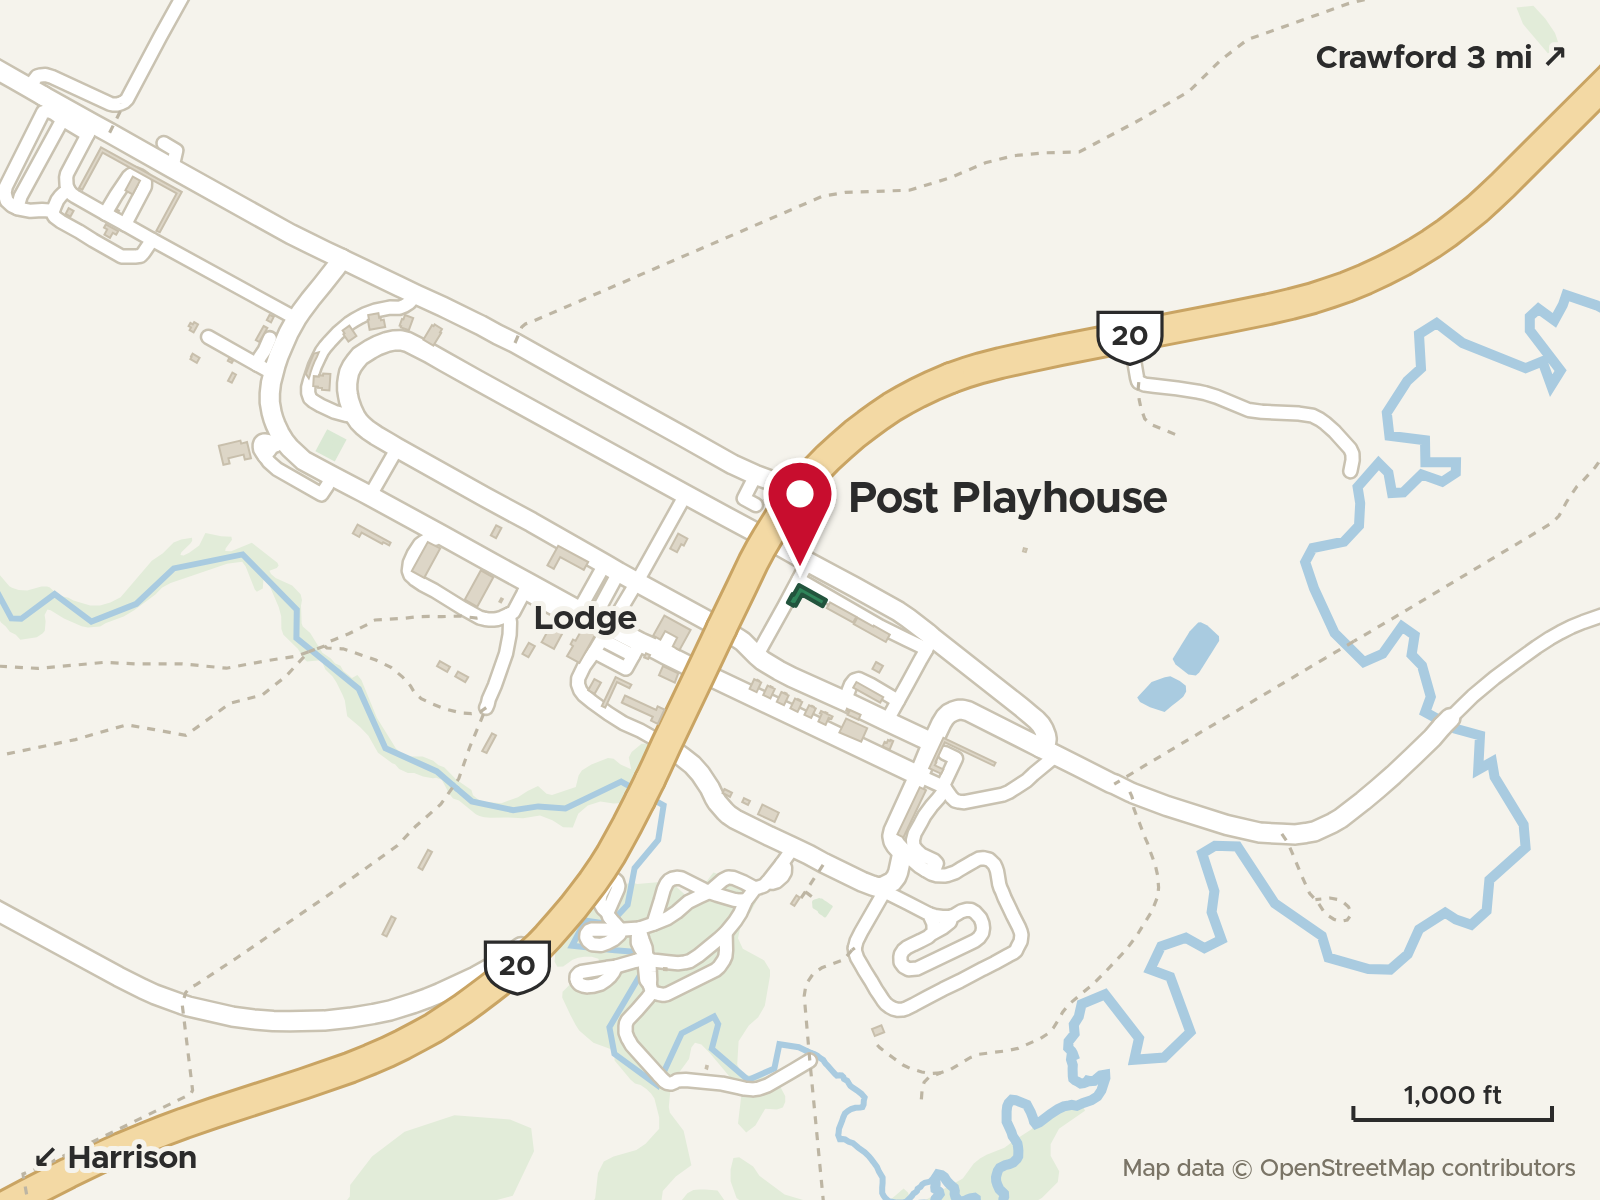 Crawford 3 mi ↗
20
Post Playhouse
Lodge
20
1,000 ft
↙ Harrison
Map data © OpenStreetMap contributors